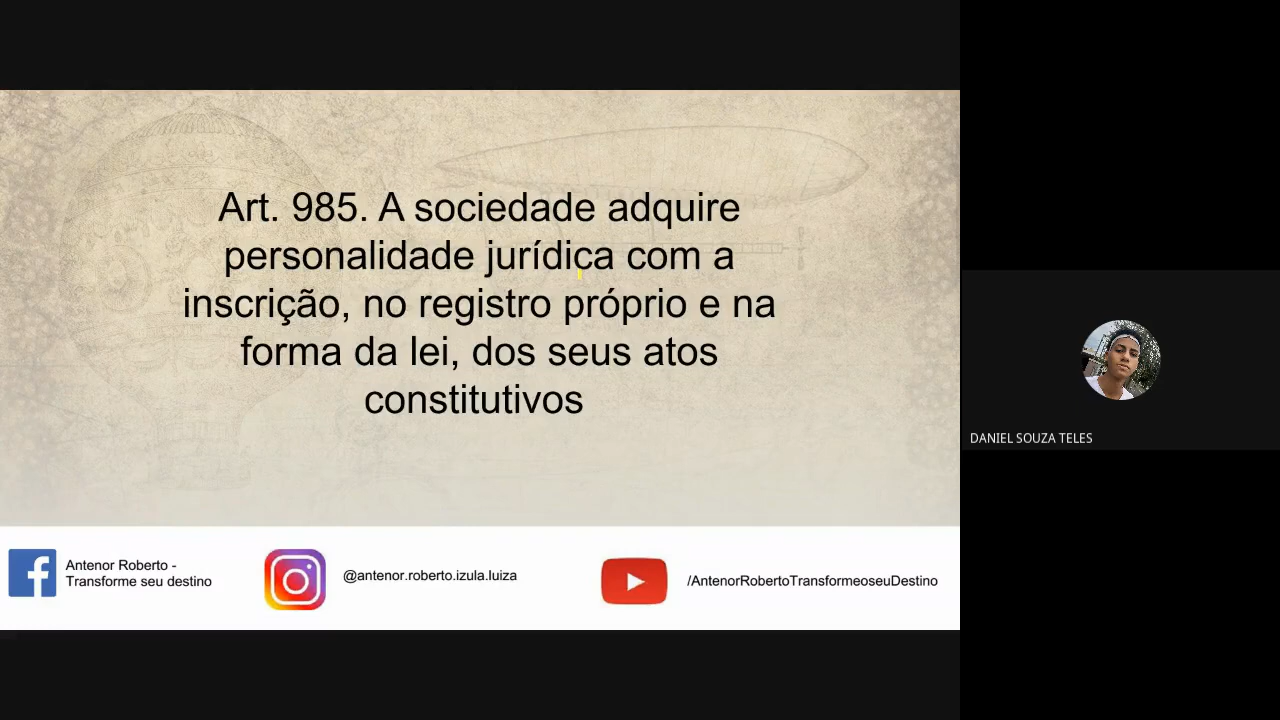 Art. 985. A sociedade adquire
personalidade jurídica com a
inscrição, no registro próprio e na
forma da lei, dos seus atos
constitutivos
DANIEL SOUZA TELES
Antenor Roberto -
Transforme seu destino
@antenor.roberto.izula.luiza
/AntenorRobertoTransformeoseuDestino